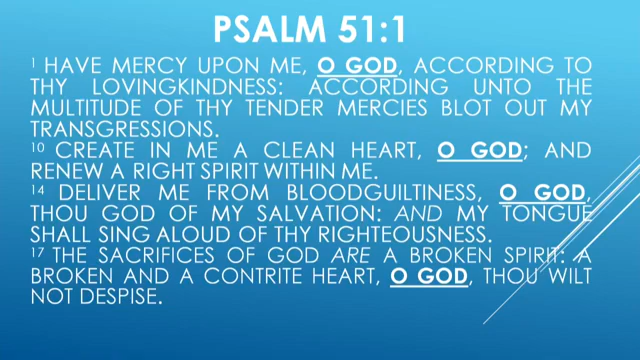 PSALM 51:1
¹ HAVE MERCY UPON ME, O GOD, ACCORDING TO
THY LOVINGKINDNESS: ACCORDING UNTO THE
MULTITUDE OF THY TENDER MERCIES BLOT OUT MY
TRANSGRESSIONS.
¹⁰ CREATE IN ME A CLEAN HEART, O GOD; AND
RENEW A RIGHT SPIRIT WITHIN ME.
¹⁴ DELIVER ME FROM BLOODGUILTINESS, O GOD,
THOU GOD OF MY SALVATION: AND MY TONGUE
SHALL SING ALOUD OF THY RIGHTEOUSNESS.
¹⁷ THE SACRIFICES OF GOD ARE A BROKEN SPIRIT: A
BROKEN AND A CONTRITE HEART, O GOD, THOU WILT
NOT DESPISE.